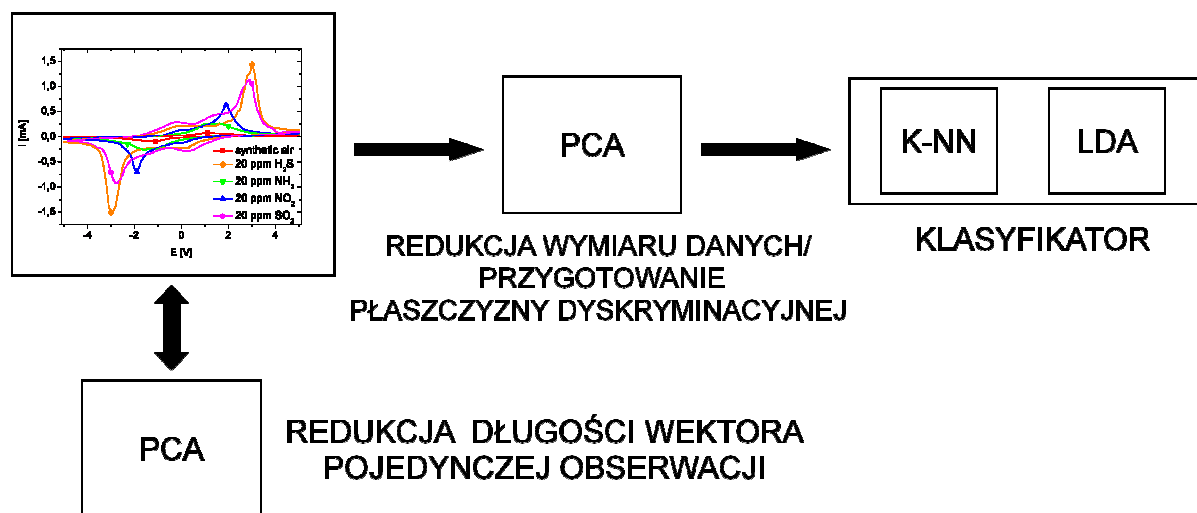 1,5
1,0
0,5
0,0
-0,5
-1,0
-1,5
I [mA]
-4
-2
0
2
4
E [V]
synthetic air
20 ppm H₂S
20 ppm NH₃
20 ppm NO₂
20 ppm SO₂
PCA
REDUKCJA WYMIARU DANYCH/
PRZYGOTOWANIE
PŁASZCZYZNY DYSKRYMINACYJNEJ
K-NN
LDA
KLASYFIKATOR
PCA
REDUKCJA DŁUGOŚCI WEKTORA
POJEDYNCZEJ OBSERWACJI